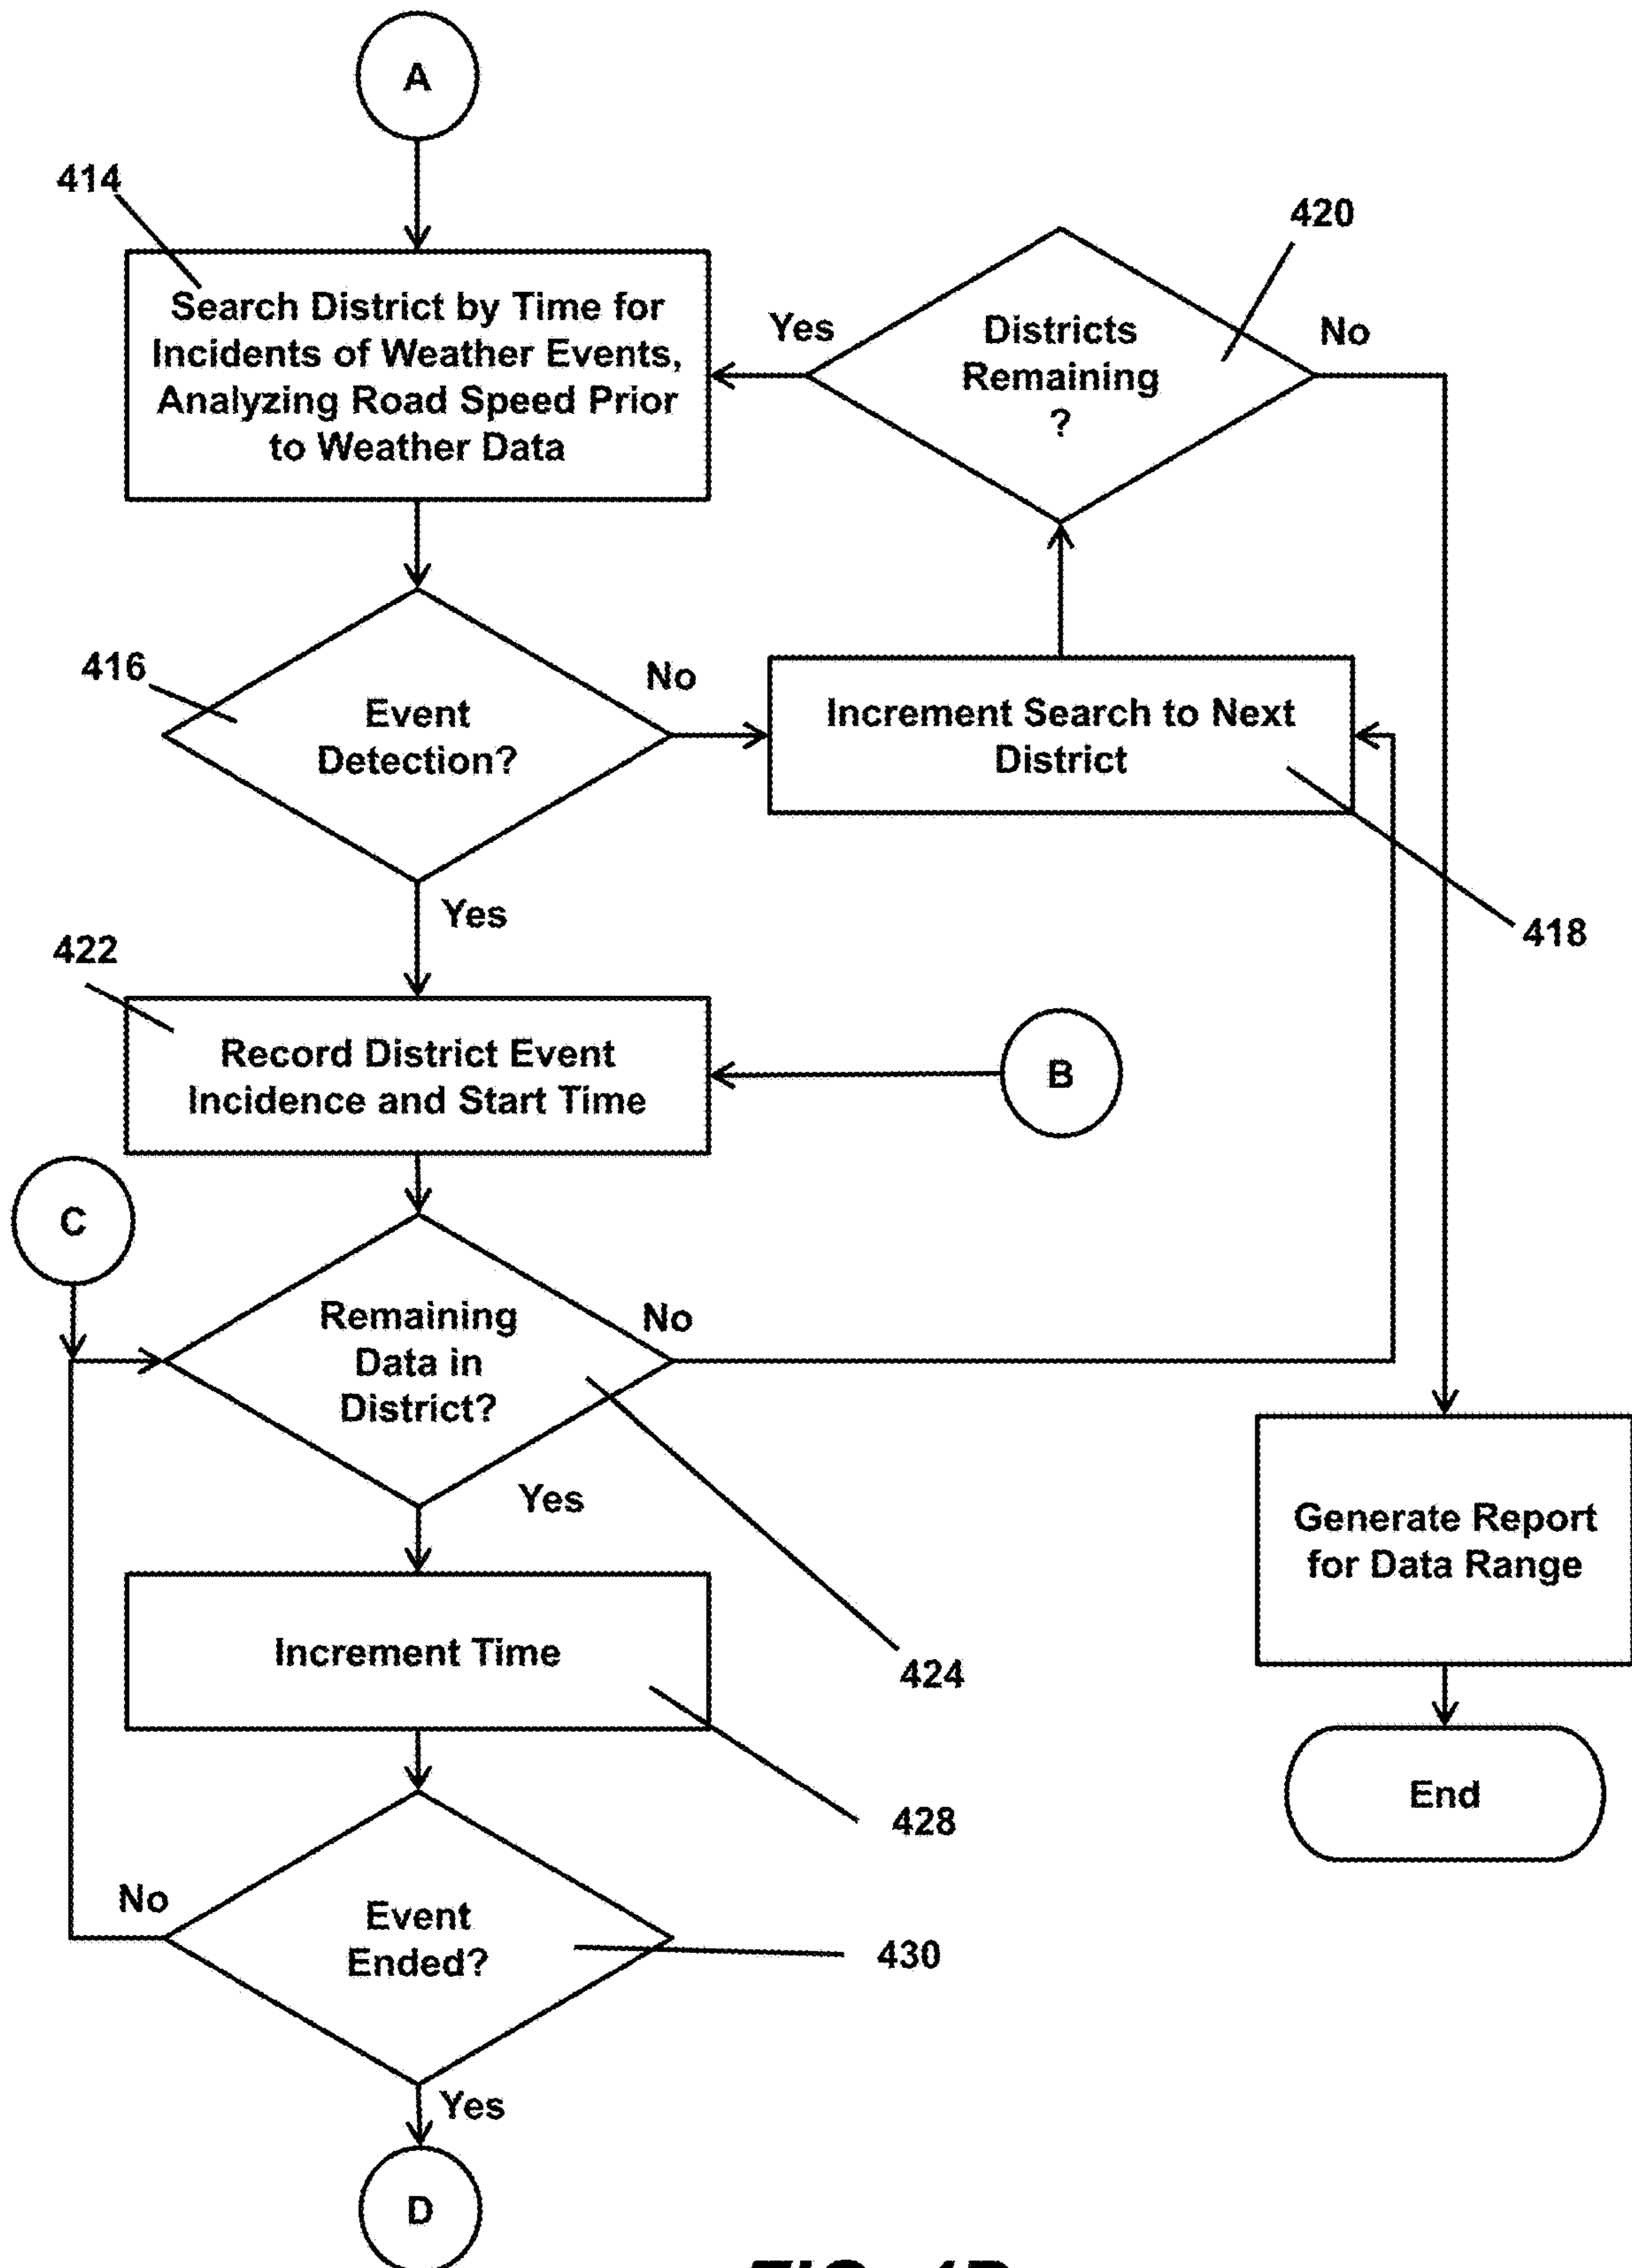 A
414
Search District by Time for
Incidents of Weather Events,
Analyzing Road Speed Prior
to Weather Data
420
Yes
Districts
Remaining
?
No
416
Event
Detection?
No
Increment Search to Next
District
418
Yes
422
Record District Event
Incidence and Start Time
B
C
Remaining
Data in
District?
No
Yes
Generate Report
for Data Range
Increment Time
424
428
End
No
Event
Ended?
430
Yes
D